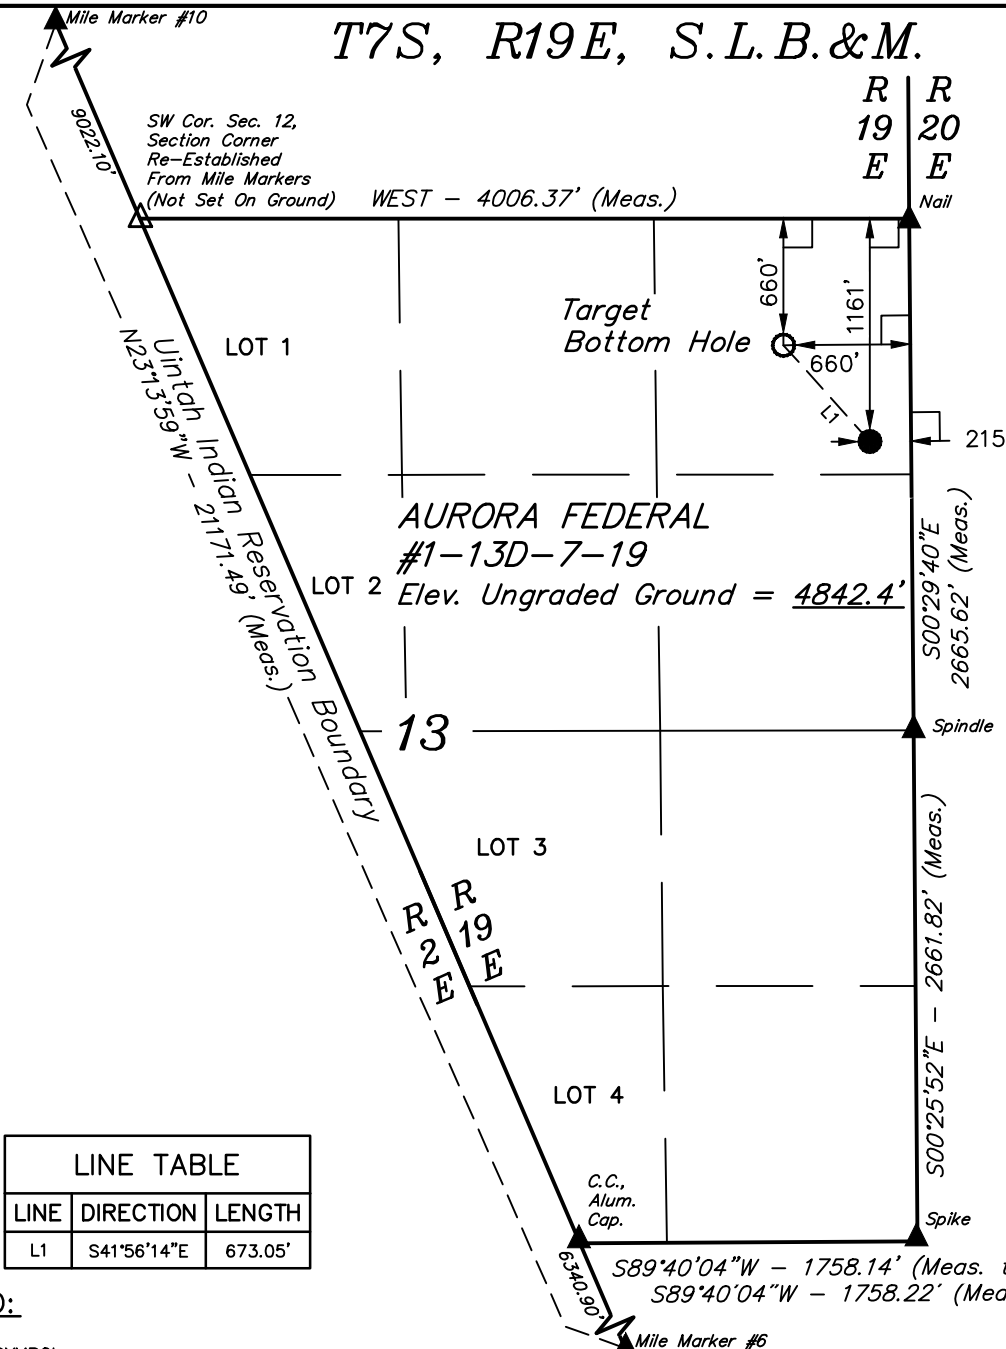 Mile Marker #10
T7S, R19E, S.L.B.&M.
R R
19 20
E E
9022.10'
SW Cor. Sec. 12,
Section Corner
Re-Established
From Mile Markers
(Not Set On Ground)
WEST - 4006.37' (Meas.)
Nail
660'
1161'
Target
Bottom Hole
660'
L1
215
LOT 1
Uintah Indian Reservation Boundary
N23°13'59"W - 21171.49' (Meas.)
AURORA FEDERAL
#1-13D-7-19
Elev. Ungraded Ground = 4842.4'
LOT 2
S00°29'40"E
2665.62' (Meas.)
13
Spindle
LOT 3
R
19
E
R
2
E
S00°25'52"E - 2661.82' (Meas.)
LOT 4
C.C.,
Alum.
Cap.
Spike
S89°40'04"W - 1758.14' (Meas.
S89°40'04"W - 1758.22' (Mea
6340.90'
Mile Marker #6
LINE TABLE
LINE DIRECTION LENGTH
L1 S41°56'14"E 673.05'